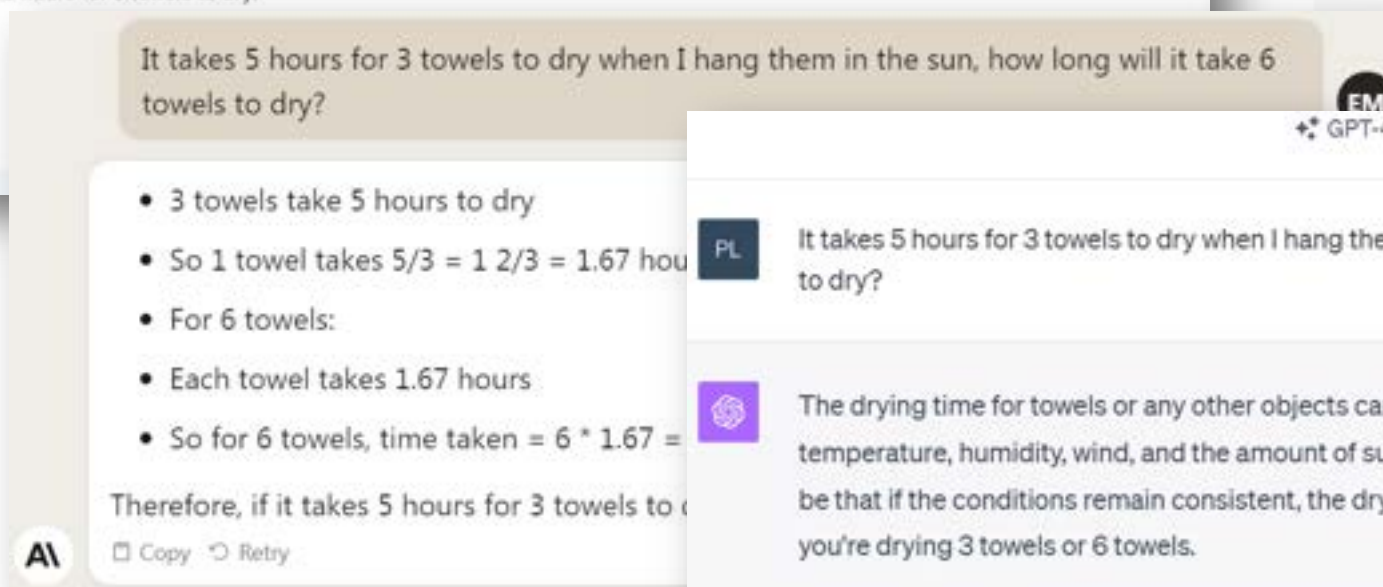 It takes 5 hours for 3 towels to dry when I hang them in the sun, how long will it take 6
towels to dry?
EM
• 3 towels take 5 hours to dry
• So 1 towel takes 5/3 = 1 2/3 = 1.67 hou
• For 6 towels:
• Each towel takes 1.67 hours
• So for 6 towels, time taken = 6 * 1.67 =
Therefore, if it takes 5 hours for 3 towels to
A\
Copy Retry
GPT-4
PL
It takes 5 hours for 3 towels to dry when I hang the
to dry?
The drying time for towels or any other objects ca
temperature, humidity, wind, and the amount of su
be that if the conditions remain consistent, the dry
you're drying 3 towels or 6 towels.